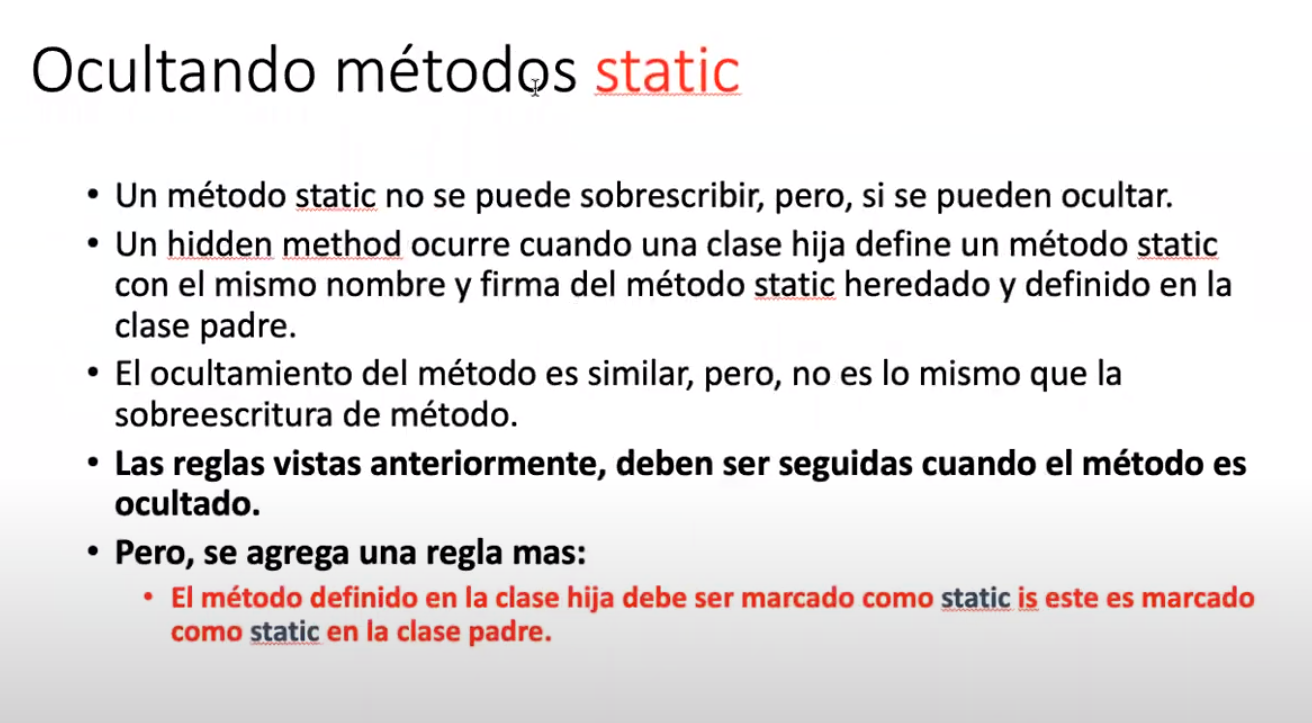 Ocultando métodos static
• Un método static no se puede sobrescribir, pero, si se pueden ocultar.
• Un hidden method ocurre cuando una clase hija define un método static
con el mismo nombre y firma del método static heredado y definido en la
clase padre.
• El ocultamiento del método es similar, pero, no es lo mismo que la
sobreescritura de método.
• Las reglas vistas anteriormente, deben ser seguidas cuando el método es
ocultado.
• Pero, se agrega una regla mas:
• El método definido en la clase hija debe ser marcado como static is este es marcado
como static en la clase padre.